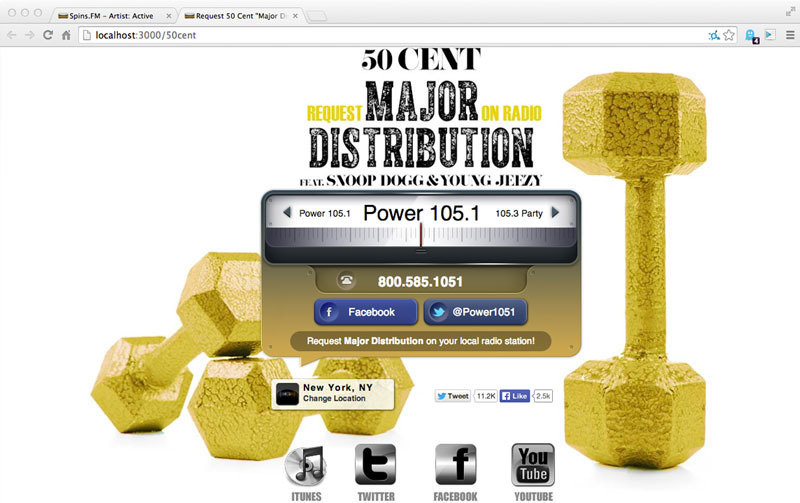 Spins.FM – Artist: Active
Request 50 Cent "Major D
localhost:3000/50cent
4
50 CENT
REQUEST MAJOR ON RADIO
DISTRIBUTION
FEAT. SNOOP DOGG & YOUNG JEEZY
Power 105.1 Power 105.1 105.3 Party
800.585.1051
f Facebook @Power1051
Request Major Distribution on your local radio station!
New York, NY
Change Location
Tweet 11.2K f Like 2.5k
t f You Tube
ITUNES TWITTER FACEBOOK YOUTUBE